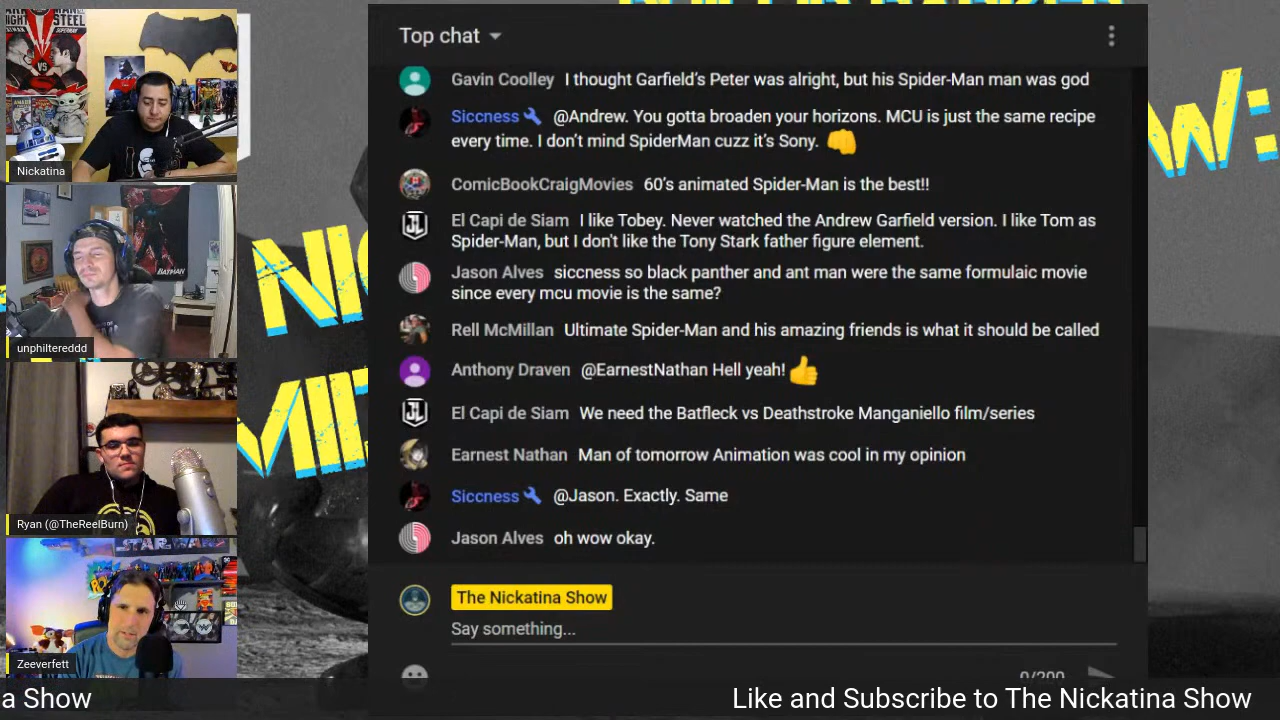 Top chat
Gavin Coolley I thought Garfield's Peter was alright, but his Spider-Man man was god
Siccness @Andrew. You gotta broaden your horizons. MCU is just the same recipe
every time. I don't mind SpiderMan cuzz it's Sony.
ComicBookCraigMovies 60's animated Spider-Man is the best!!
El Capi de Siam I like Tobey. Never watched the Andrew Garfield version. I like Tom as
Spider-Man, but I don't like the Tony Stark father figure element.
Jason Alves siccness so black panther and ant man were the same formulaic movie
since every mcu movie is the same?
Rell McMillan Ultimate Spider-Man and his amazing friends is what it should be called
Anthony Draven @EarnestNathan Hell yeah!
El Capi de Siam We need the Batfleck vs Deathstroke Manganiello film/series
Earnest Nathan Man of tomorrow Animation was cool in my opinion
Siccness @Jason. Exactly. Same
Jason Alves oh wow okay.
The Nickatina Show
Say something...
0/200
Nickatina
unphiltereddd
Ryan (@TheReelBurn)
Zeeverfett
STEEL
VS
BATMAN
a Show
Like and Subscribe to The Nickatina Show